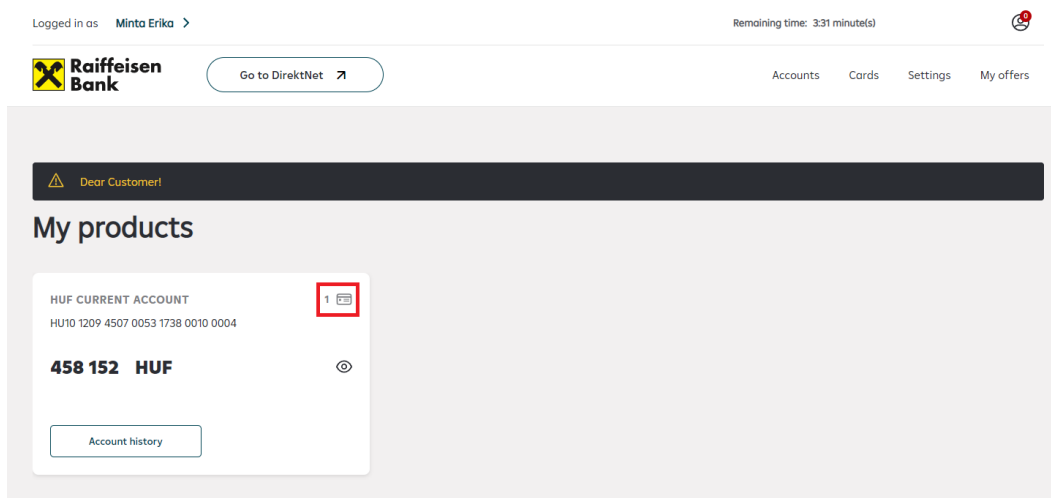 Logged in as Minta Erika >
Remaining time: 3:31 minute(s)
0
Raiffeisen
Bank
Go to DirektNet
Accounts Cards Settings My offers
Dear Customer!
My products
HUF CURRENT ACCOUNT 1
HU10 1209 4507 0053 1738 0010 0004
458 152 HUF
Account history